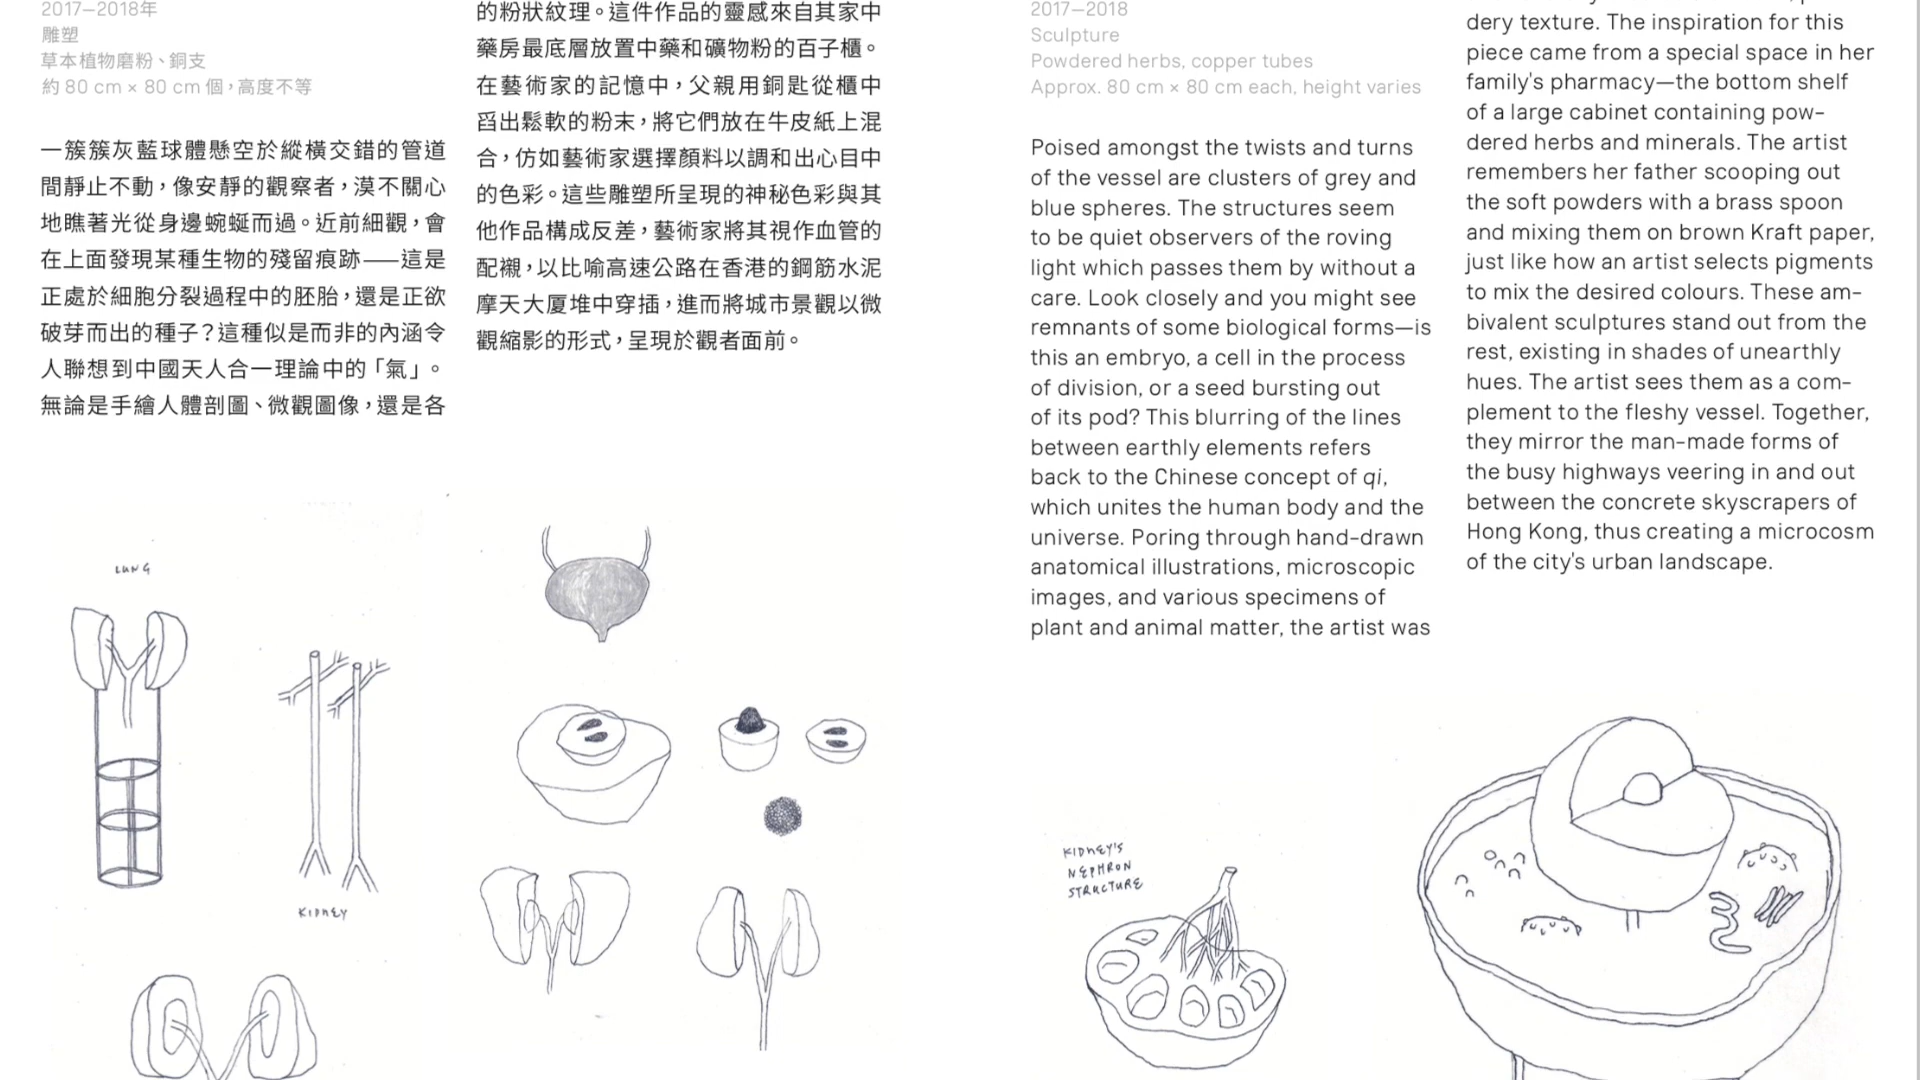 2017—2018年
雕塑
草本植物磨粉、銅支
約 80 cm × 80 cm 個，高度不等
一簇簇灰藍球體懸空於縱橫交錯的管道
間靜止不動，像安靜的觀察者，漠不關心
地瞧著光從身邊蜿蜒而過。近前細觀，會
在上面發現某種生物的殘留痕跡——這是
正處於細胞分裂過程中的胚胎，還是正欲
破芽而出的種子？這種似是而非的內涵令
人聯想到中國天人合一理論中的「氣」。
無論是手繪人體剖圖、微觀圖像，還是各
的粉狀紋理。這件作品的靈感來自其家中
藥房最底層放置中藥和礦物粉的百子櫃。
在藝術家的記憶中，父親用銅匙從櫃中
舀出鬆軟的粉末，將它們放在牛皮紙上混
合，仿如藝術家選擇顏料以調和出心目中
的色彩。這些雕塑所呈現的神秘色彩與其
他作品構成反差，藝術家將其視作血管的
配襯，以比喻高速公路在香港的鋼筋水泥
摩天大厦堆中穿插，進而將城市景觀以微
觀縮影的形式，呈現於觀者面前。
LUNG
KIDNEY
2017—2018
Sculpture
Powdered herbs, copper tubes
Approx. 80 cm × 80 cm each, height varies
Poised amongst the twists and turns
of the vessel are clusters of grey and
blue spheres. The structures seem
to be quiet observers of the roving
light which passes them by without a
care. Look closely and you might see
remnants of some biological forms—is
this an embryo, a cell in the process
of division, or a seed bursting out
of its pod? This blurring of the lines
between earthly elements refers
back to the Chinese concept of qi,
which unites the human body and the
universe. Poring through hand-drawn
anatomical illustrations, microscopic
images, and various specimens of
plant and animal matter, the artist was
dery texture. The inspiration for this
piece came from a special space in her
family's pharmacy—the bottom shelf
of a large cabinet containing pow-
dered herbs and minerals. The artist
remembers her father scooping out
the soft powders with a brass spoon
and mixing them on brown Kraft paper,
just like how an artist selects pigments
to mix the desired colours. These am-
bivalent sculptures stand out from the
rest, existing in shades of unearthly
hues. The artist sees them as a com-
plement to the fleshy vessel. Together,
they mirror the man-made forms of
the busy highways veering in and out
between the concrete skyscrapers of
Hong Kong, thus creating a microcosm
of the city's urban landscape.
KIDNEY'S
NEPHRON
STRUCTURE